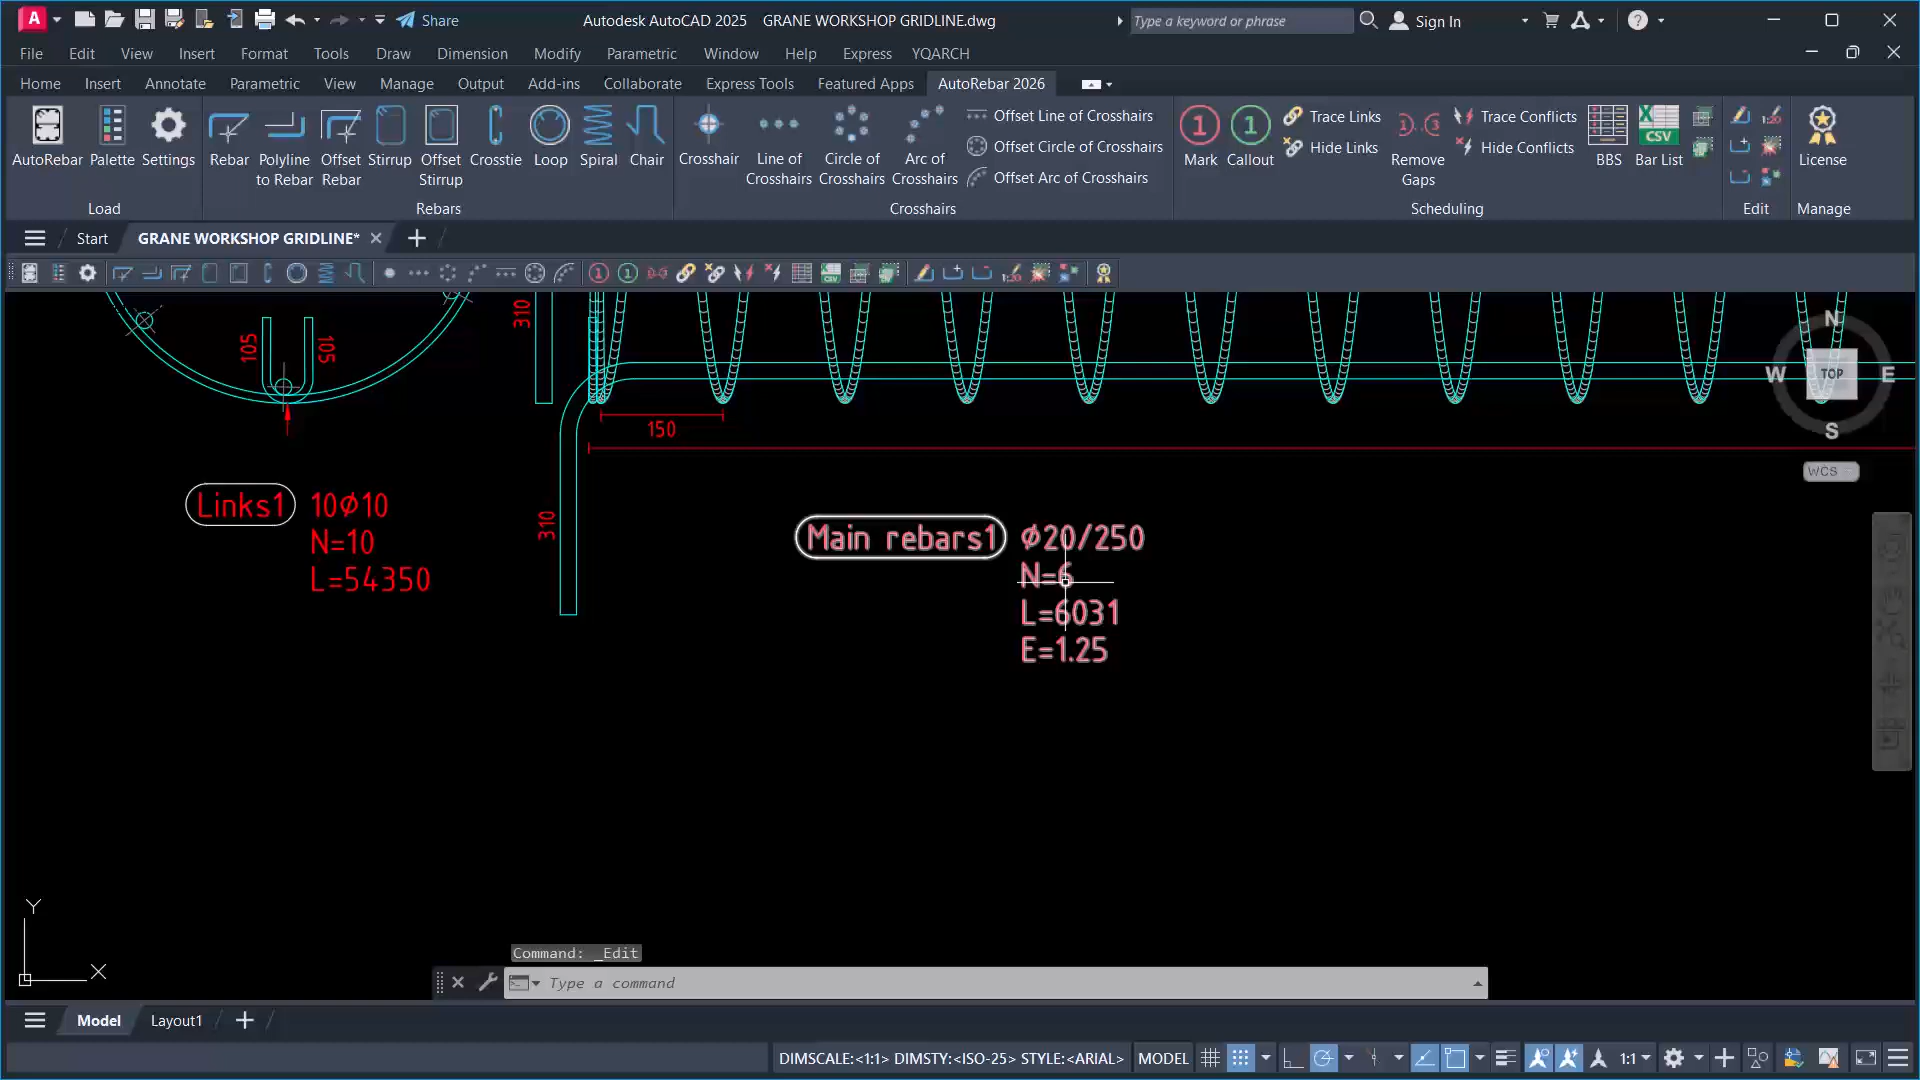 Share
Autodesk AutoCAD 2025 GRANE WORKSHOP GRIDLINE.dwg
Type a keyword or phrase
Sign In
File Edit View Insert Format Tools Draw Dimension Modify Parametric Window Help Express YQARCH
Home Insert Annotate Parametric View Manage Output Add-ins Collaborate Express Tools Featured Apps AutoRebar 2026
AutoRebar
Palette
Settings
Load
Rebar
Polyline
to Rebar
Offset
Rebar
Stirrup
Offset
Stirrup
Crosstie
Loop
Spiral
Chair
Rebars
Crosshair
Line of
Crosshairs
Circle of
Crosshairs
Arc of
Crosshairs
Offset Line of Crosshairs
Offset Circle of Crosshairs
Offset Arc of Crosshairs
Crosshairs
1
Mark
1
Callout
Trace Links
Hide Links
Remove
Gaps
Trace Conflicts
Hide Conflicts
BBS
CSV
Bar List
Scheduling
Edit
License
Manage
Start
GRANE WORKSHOP GRIDLINE*
105
105
310
150
310
Links1 10ϕ10
N=10
L=54350
Main rebars1 ϕ20/250
N=6
L=6031
E=1.25
N
W TOP E
S
WCS
Y
X
Command: _Edit
Type a command
Model Layout1
DIMSCALE:<1:1> DIMSTY:<ISO-25> STYLE:<ARIAL> MODEL 1:1